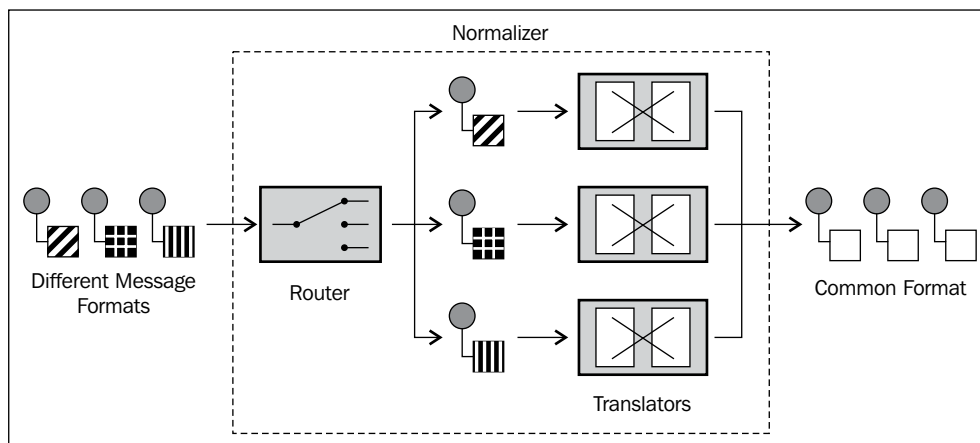 Normalizer
Different Message
Formats
Router
Translators
Common Format